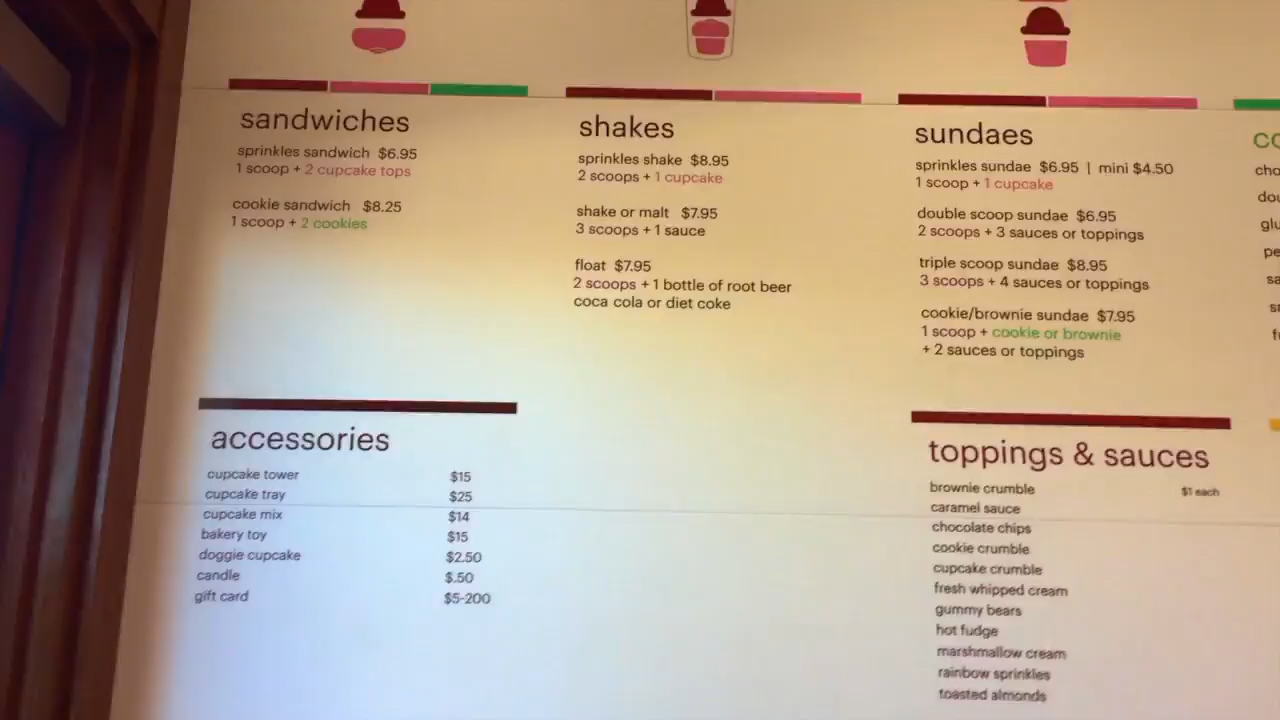 sandwiches
sprinkles sandwich $6.95
1 scoop + 2 cupcake tops
cookie sandwich $8.25
1 scoop + 2 cookies
shakes
sprinkles shake $8.95
2 scoops + 1 cupcake
shake or malt $7.95
3 scoops + 1 sauce
float $7.95
2 scoops + 1 bottle of root beer
coca cola or diet coke
sundaes
sprinkles sundae $6.95 | mini $4.50
1 scoop + 1 cupcake
double scoop sundae $6.95
2 scoops + 3 sauces or toppings
triple scoop sundae $8.95
3 scoops + 4 sauces or toppings
cookie/brownie sundae $7.95
1 scoop + cookie or brownie
+ 2 sauces or toppings
accessories
cupcake tower $15
cupcake tray $25
cupcake mix $14
bakery toy $15
doggie cupcake $2.50
candle $.50
gift card $5-200
toppings & sauces
brownie crumble $1 each
caramel sauce
chocolate chips
cookie crumble
cupcake crumble
fresh whipped cream
gummy bears
hot fudge
marshmallow cream
rainbow sprinkles
toasted almonds